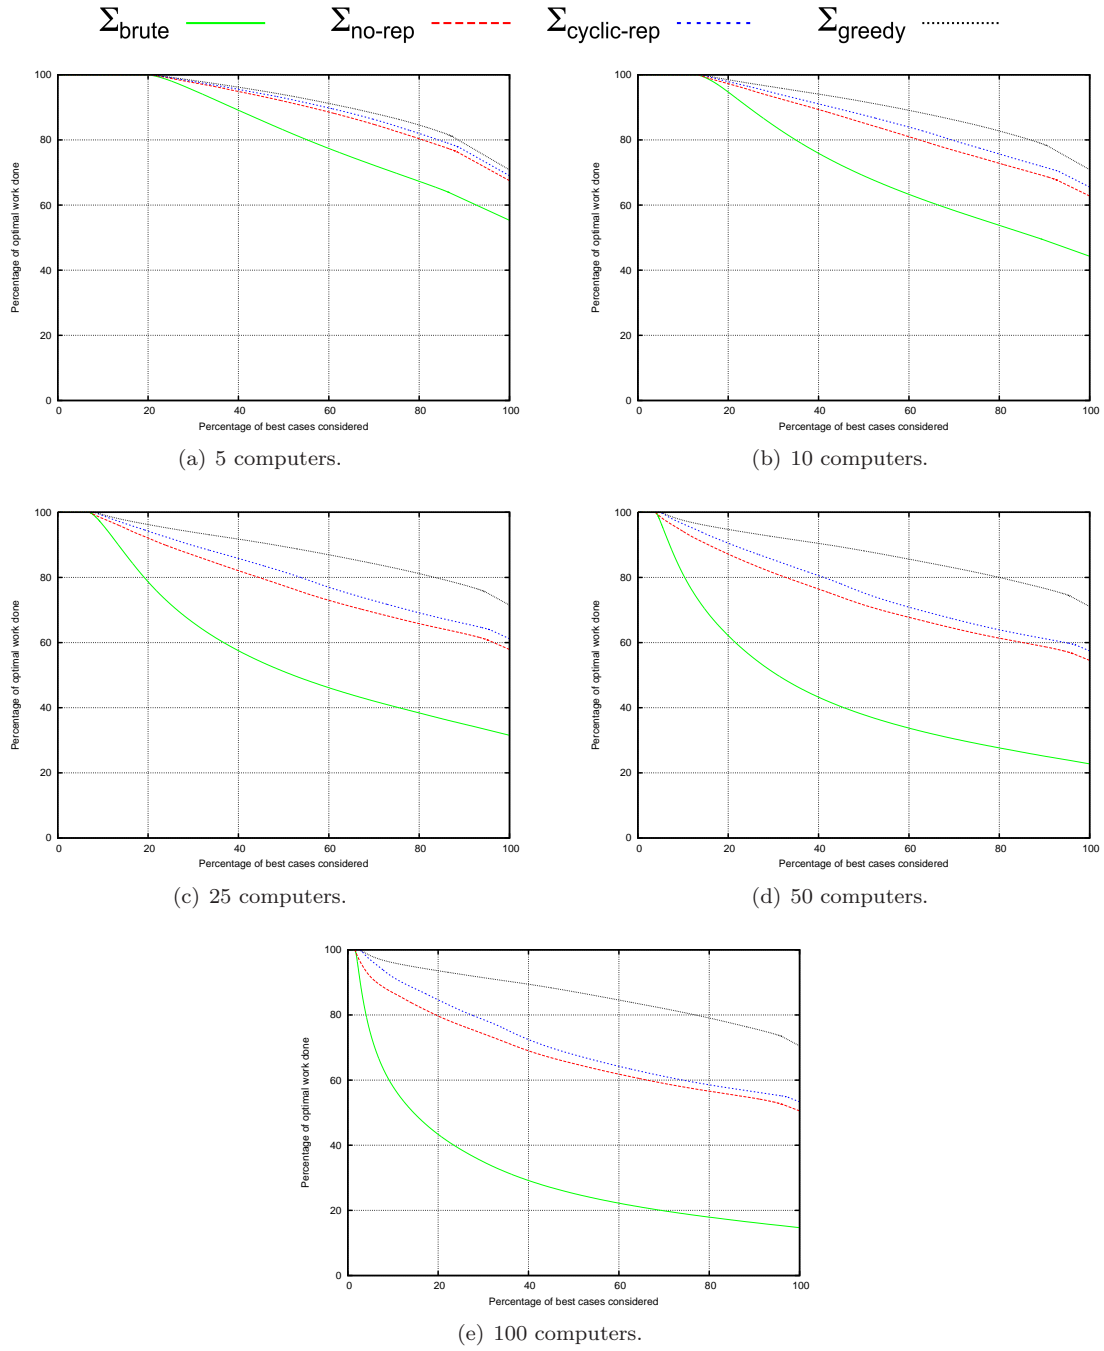 Σbrute Σno-rep Σcyclic-rep Σgreedy
Percentage of optimal work done
100
80
60
40
20
0
0 20 40 60 80 100
Percentage of best cases considered
(a) 5 computers.
Percentage of optimal work done
100
80
60
40
20
0
0 20 40 60 80 100
Percentage of best cases considered
(b) 10 computers.
Percentage of optimal work done
100
80
60
40
20
0
0 20 40 60 80 100
Percentage of best cases considered
(c) 25 computers.
Percentage of optimal work done
100
80
60
40
20
0
0 20 40 60 80 100
Percentage of best cases considered
(d) 50 computers.
Percentage of optimal work done
100
80
60
40
20
0
0 20 40 60 80 100
Percentage of best cases considered
(e) 100 computers.